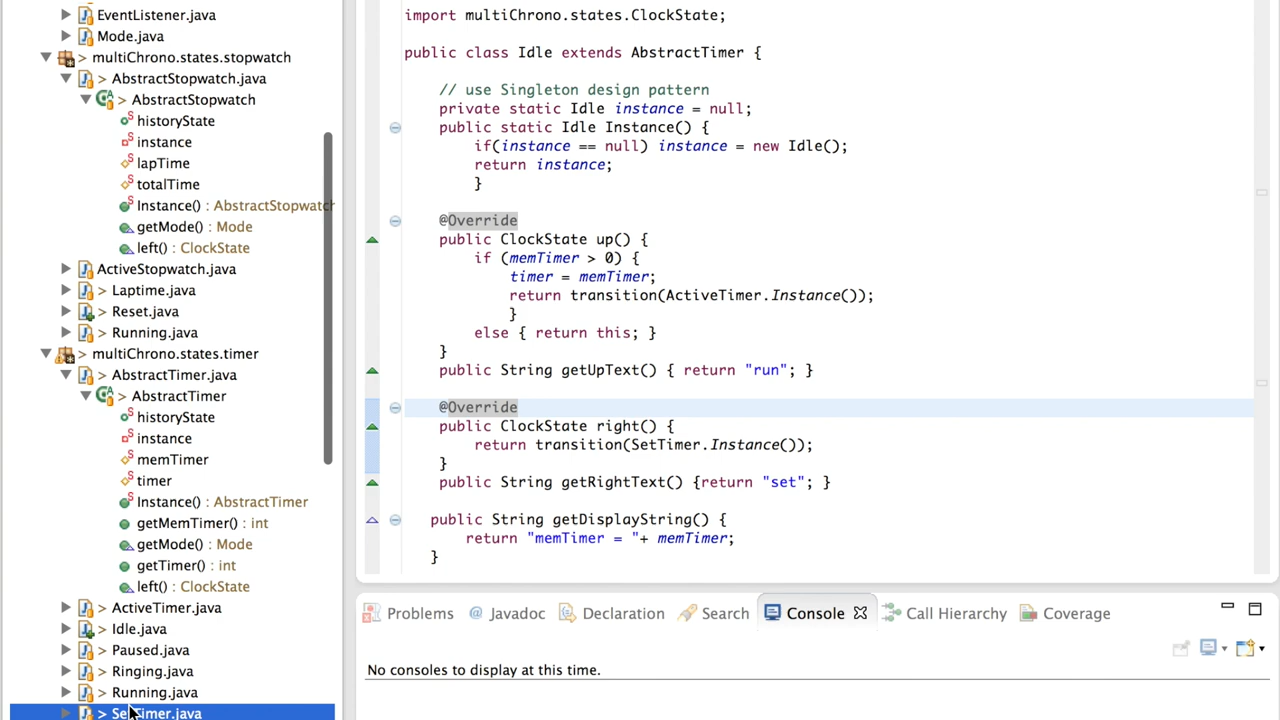 EventListener.java
Mode.java
> multiChrono.states.stopwatch
> AbstractStopwatch.java
> AbstractStopwatch
historyState
instance
lapTime
totalTime
Instance() : AbstractStopwatch
getMode() : Mode
left() : ClockState
ActiveStopwatch.java
> Laptime.java
> Reset.java
> Running.java
> multiChrono.states.timer
> AbstractTimer.java
> AbstractTimer
historyState
instance
memTimer
timer
Instance() : AbstractTimer
getMemTimer() : int
getMode() : Mode
getTimer() : int
left() : ClockState
> ActiveTimer.java
> Idle.java
> Paused.java
> Ringing.java
> Running.java
> SetTimer.java
import multiChrono.states.ClockState;
public class Idle extends AbstractTimer {
// use Singleton design pattern
private static Idle instance = null;
public static Idle Instance() {
if(instance == null) instance = new Idle();
return instance;
}
@Override
public ClockState up() {
if (memTimer > 0) {
timer = memTimer;
return transition(ActiveTimer.Instance());
}
else { return this; }
}
public String getUpText() { return "run"; }
@Override
public ClockState right() {
return transition(SetTimer.Instance());
}
public String getRightText() {return "set"; }
public String getDisplayString() {
return "memTimer = "+ memTimer;
}
Problems @ Javadoc Declaration Search Console Call Hierarchy Coverage
No consoles to display at this time.